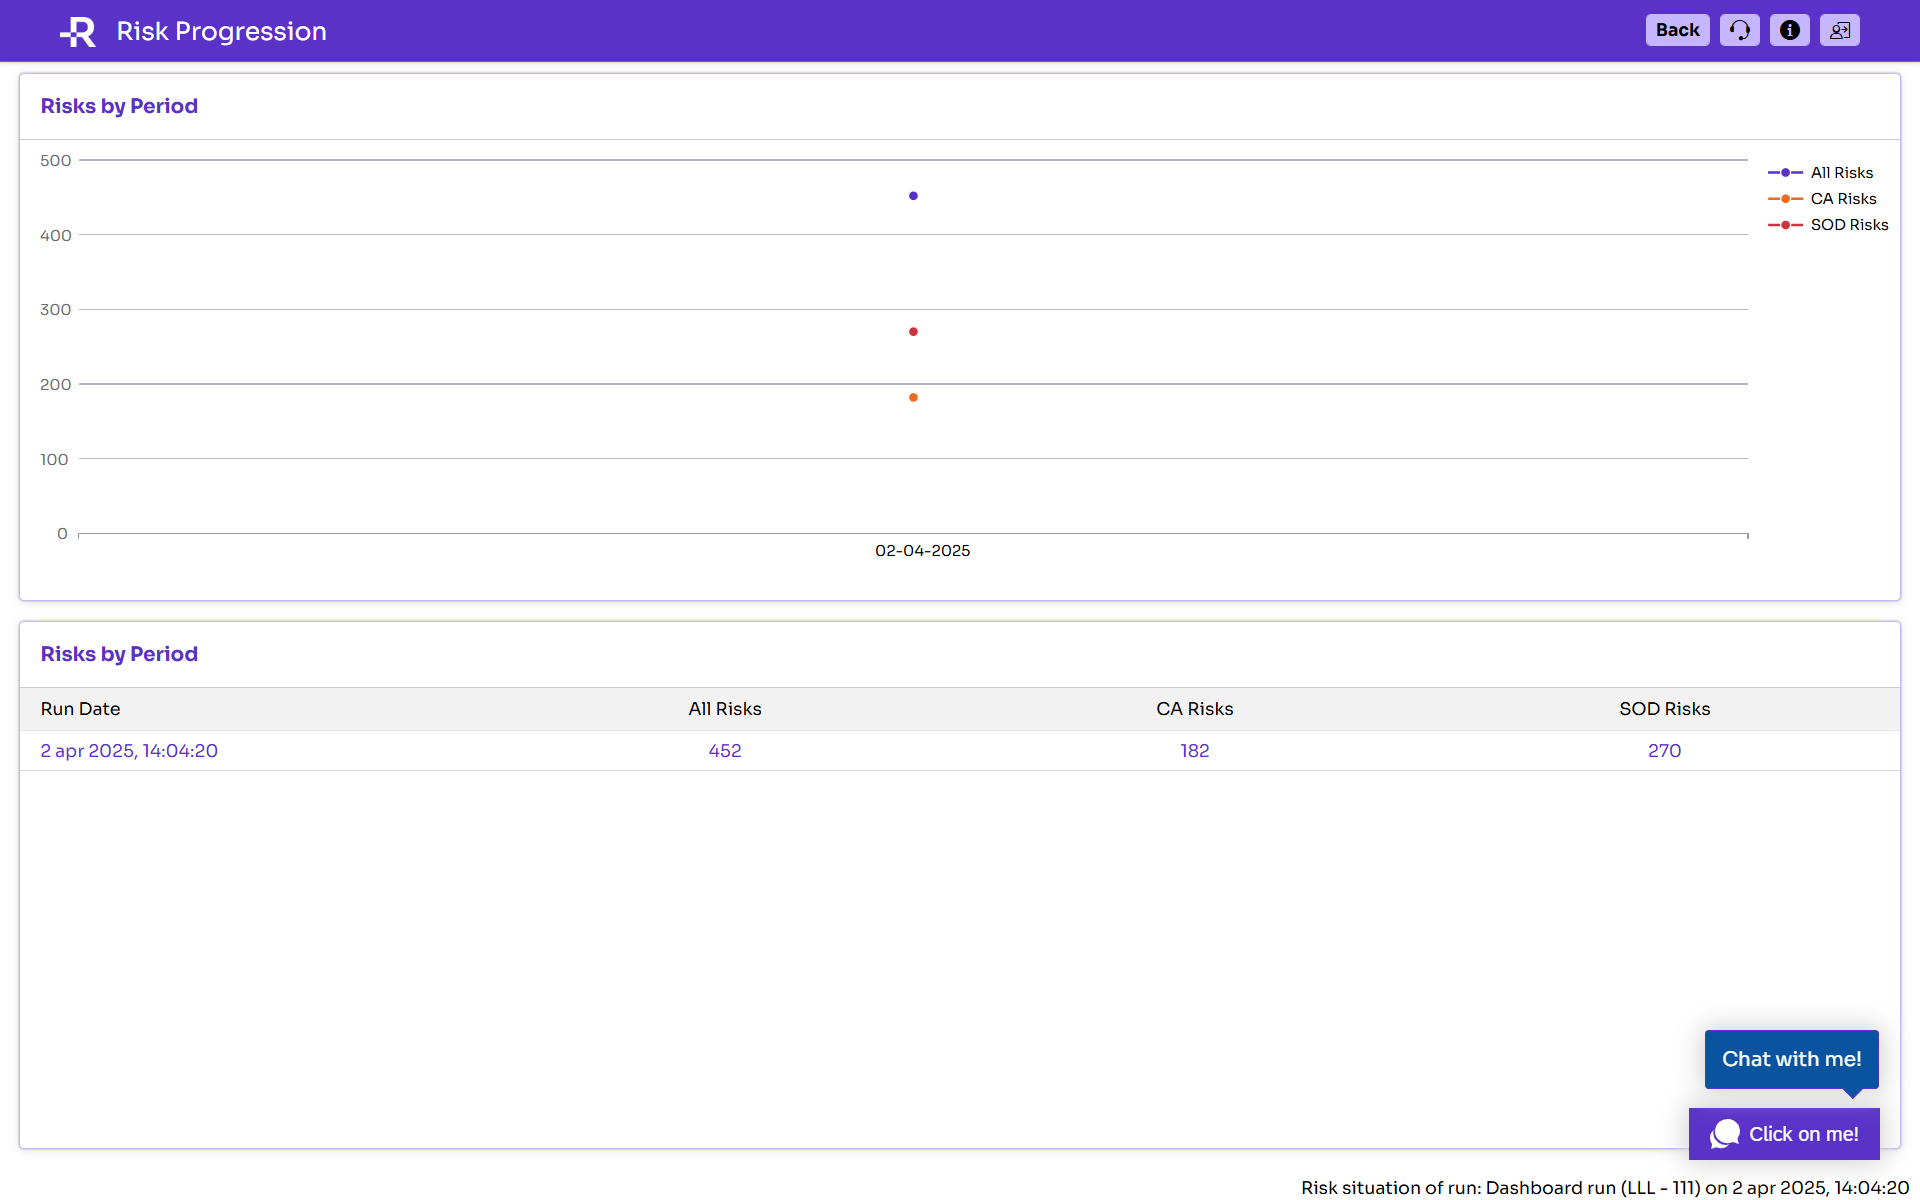 R Risk Progression Back
Risks by Period
500
400
300
200
100
0
02-04-2025
All Risks
CA Risks
SOD Risks
Risks by Period
Run Date All Risks CA Risks SOD Risks
2 apr 2025, 14:04:20 452 182 270
Chat with me!
Click on me!
Risk situation of run: Dashboard run (LLL - 111) on 2 apr 2025, 14:04:20